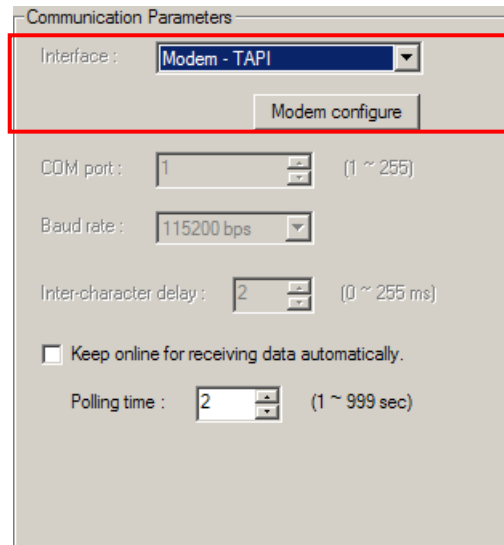 Communication Parameters
Interface : Modem - TAPI
Modem configure
COM port : 1 (1 ~ 255)
Baud rate : 115200 bps
Inter-character delay : 2 (0 ~ 255 ms)
Keep online for receiving data automatically.
Polling time : 2 (1 ~ 999 sec)